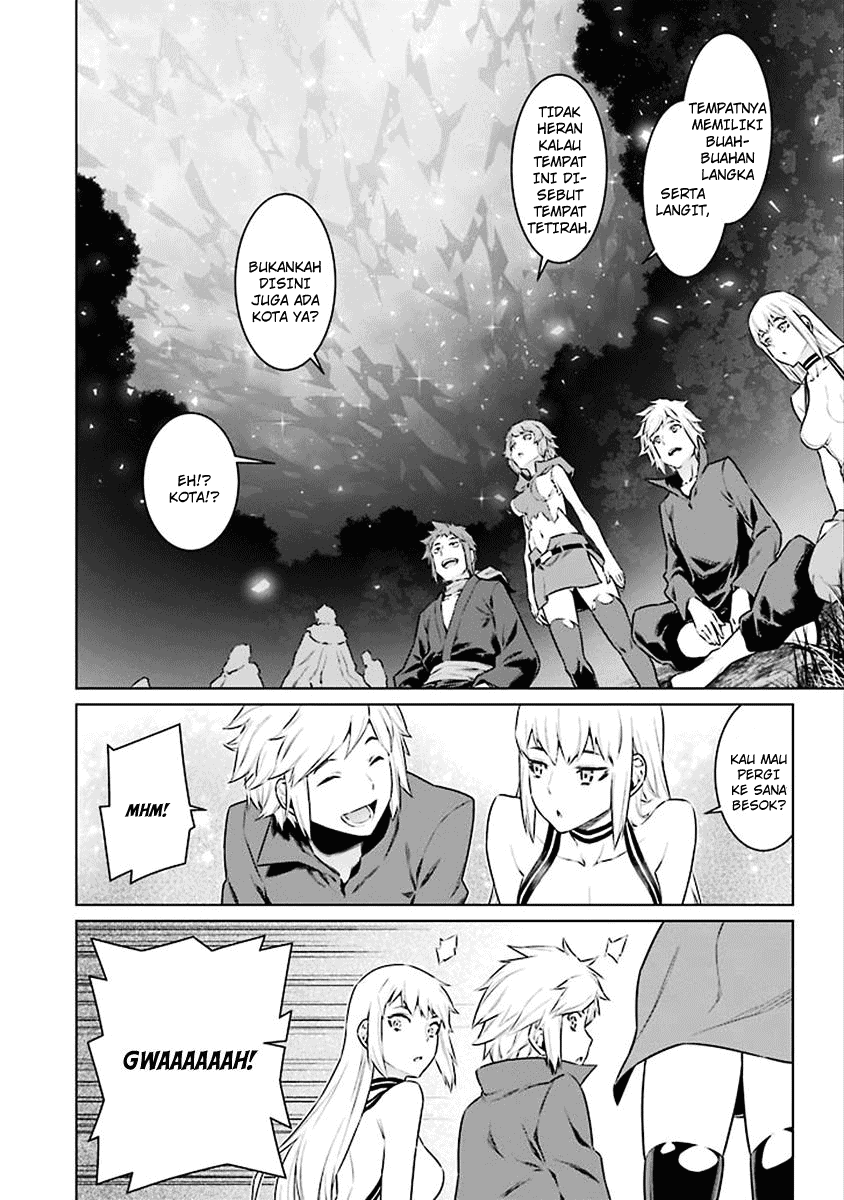 TEMPATNYA
MEMILIKI
BUAH-
BUAHAN
LANGKA
SERTA
LANGIT,
TIDAK
HERAN
KALAU
TEMPAT
INI DI-
SEBUT
TEMPAT
TETIRAH.
BUKANKAH
DISINI
JUGA ADA
KOTA YA?
EH!?
KOTA!?
KAU MAU
PERGI
KE SANA
BESOK?
MHM!
GWAAAAAAH!